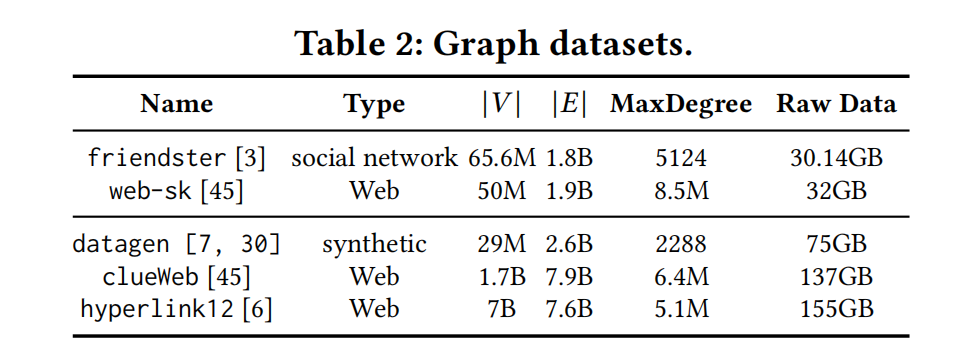 Table 2: Graph datasets.
Name Type |V| |E| MaxDegree Raw Data
friendster [3] social network 65.6M 1.8B 5124 30.14GB
web-sk [45] Web 50M 1.9B 8.5M 32GB
datagen [7, 30] synthetic 29M 2.6B 2288 75GB
clueWeb [45] Web 1.7B 7.9B 6.4M 137GB
hyperlink12 [6] Web 7B 7.6B 5.1M 155GB